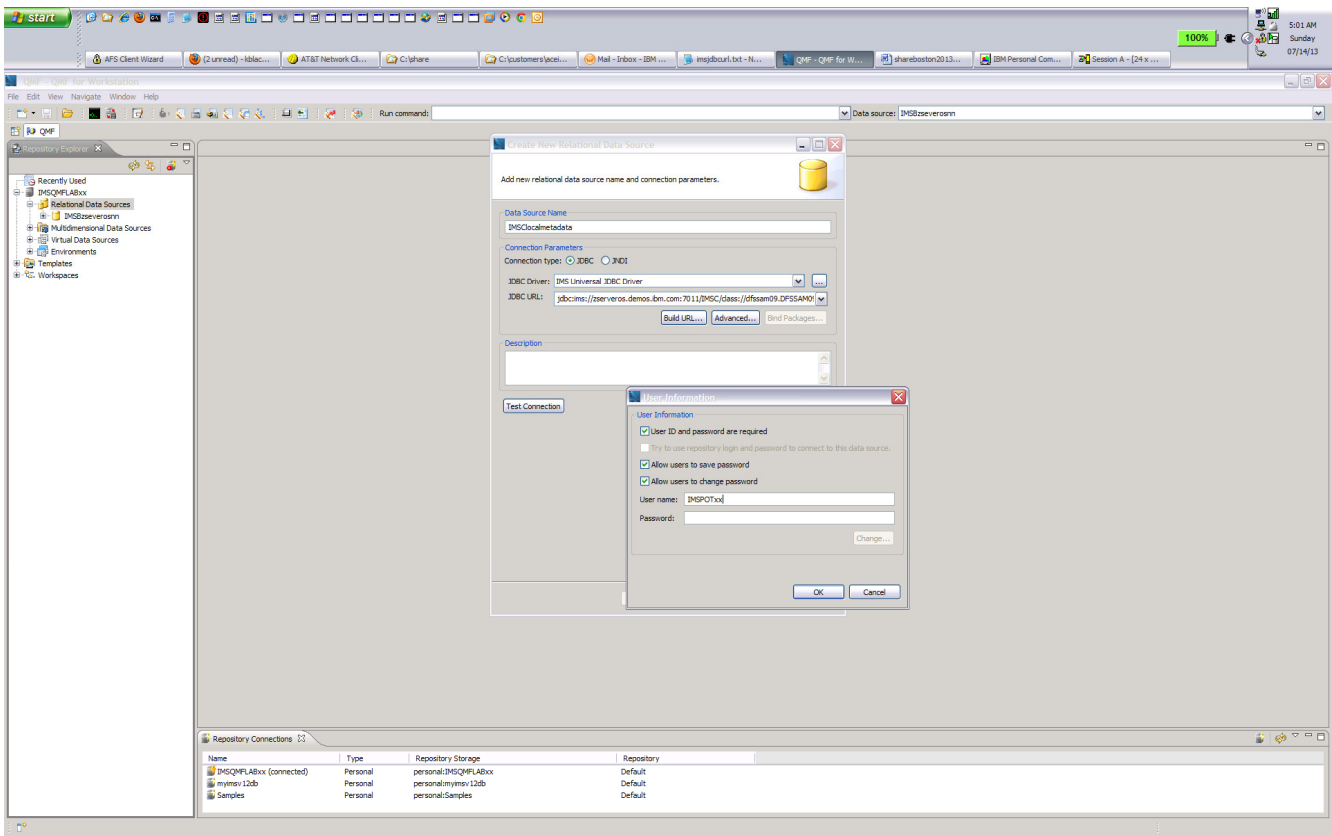 start
5:01 AM
100%
Sunday
07/14/13
AFS Client Wizard
(2 unread) - kblac...
AT&T Network Cli...
C:\share
C:\customers\acei...
Mail - Inbox - IBM ...
imsjdbcurl.txt - N...
QMF - QMF for W...
shareboston2013...
IBM Personal Com...
Session A - [24 x ...
QMF - QMF for Workstation
File Edit View Navigate Window Help
Run command:
Data source: IMSBzseverosnn
QMF
Repository Explorer
Recently Used
IMSQMFLABxx
Relational Data Sources
IMSBzseverosnn
Multidimensional Data Sources
Virtual Data Sources
Environments
Templates
Workspaces
Create New Relational Data Source
Add new relational data source name and connection parameters.
Data Source Name
IMSClocalmetadata
Connection Parameters
Connection type: JDBC JNDI
JDBC Driver: IMS Universal JDBC Driver ...
JDBC URL: jdbc:ims://zserveros.demos.ibm.com:7011/IMSC/class://dfssam09.DFSSAM09
Build URL... Advanced... Bind Packages...
Description
Test Connection
User Information
User Information
User ID and password are required
Try to use repository login and password to connect to this data source.
Allow users to save password
Allow users to change password
User name: IMSPOTxx
Password:
Change...
OK Cancel
Repository Connections
Name Type Repository Storage Repository
IMSQMFLABxx (connected) Personal personal:IMSQMFLABxx Default
myimsv12db Personal personal:myimsv12db Default
Samples Personal personal:Samples Default